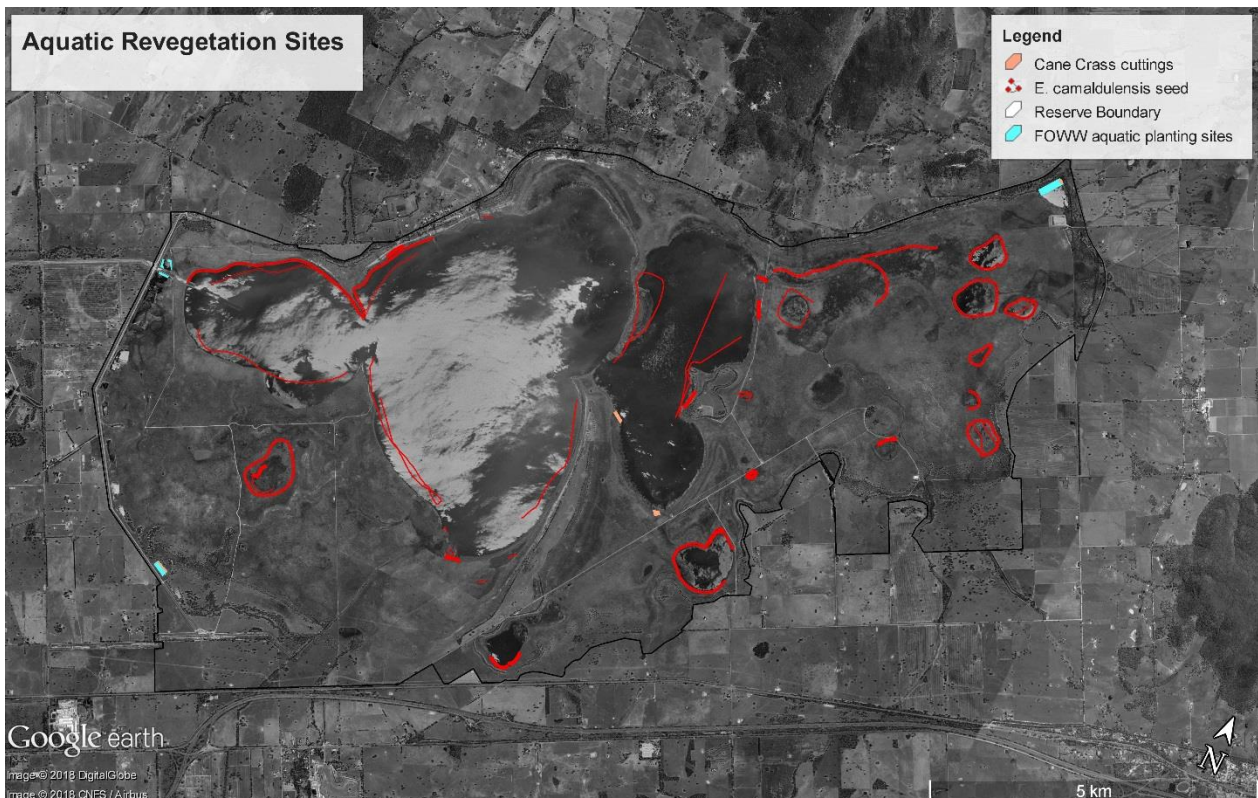 Aquatic Revegetation Sites
Legend
Cane Crass cuttings
E. camaldulensis seed
Reserve Boundary
FOWW aquatic planting sites
Google earth
Image © 2018 DigitalGlobe
Image © 2018 CNES / Airbus
N
5 km